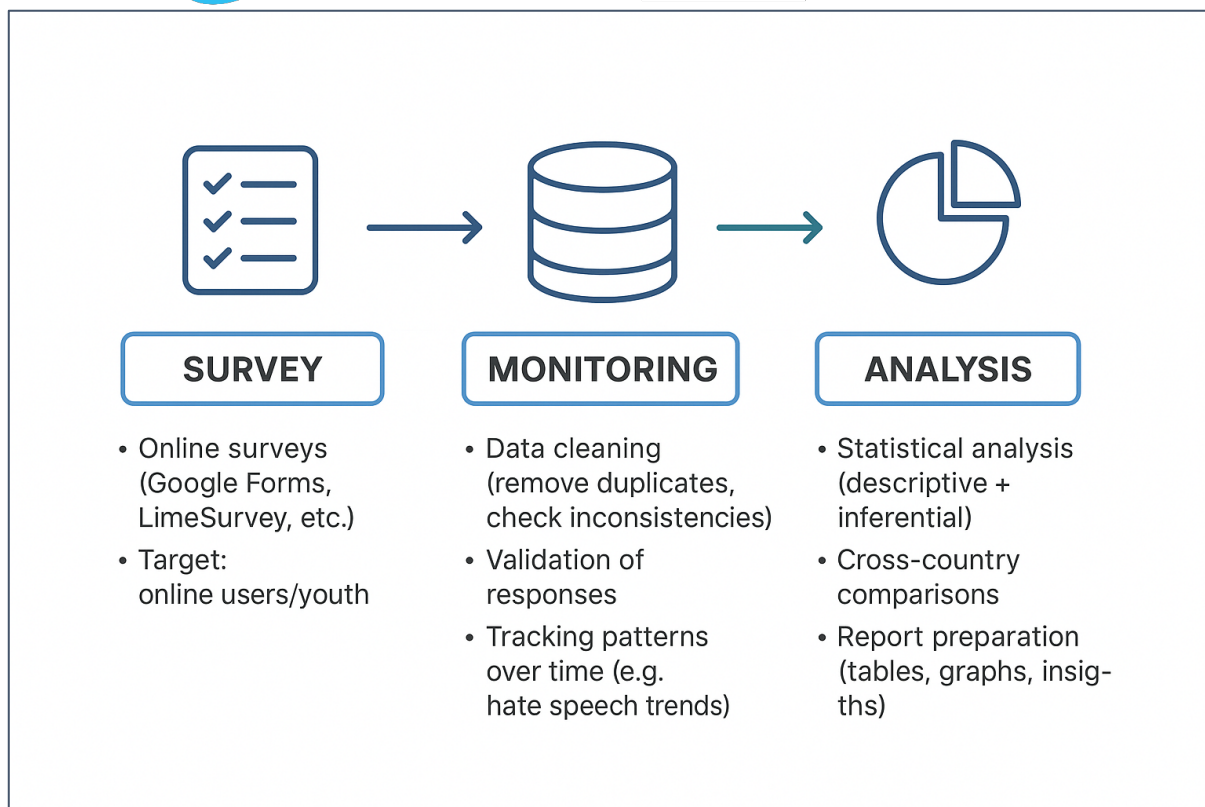 SURVEY
• Online surveys
(Google Forms,
LimeSurvey, etc.)
• Target:
online users/youth
MONITORING
• Data cleaning
(remove duplicates,
check inconsistencies)
• Validation of
responses
• Tracking patterns
over time (e.g.
hate speech trends)
ANALYSIS
• Statistical analysis
(descriptive +
inferential)
• Cross-country
comparisons
• Report preparation
(tables, graphs, insig-
ths)